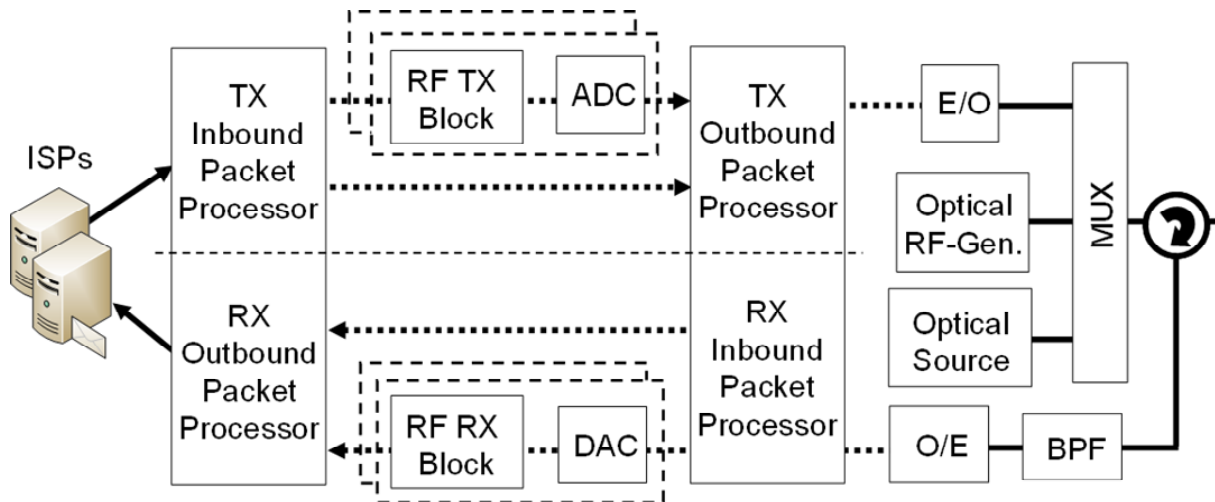 ISPs
TX
Inbound
Packet
Processor
RF TX
Block
ADC
TX
Outbound
Packet
Processor
E/O
Optical
RF-Gen.
Optical
Source
MUX
RX
Outbound
Packet
Processor
RF RX
Block
DAC
RX
Inbound
Packet
Processor
O/E
BPF